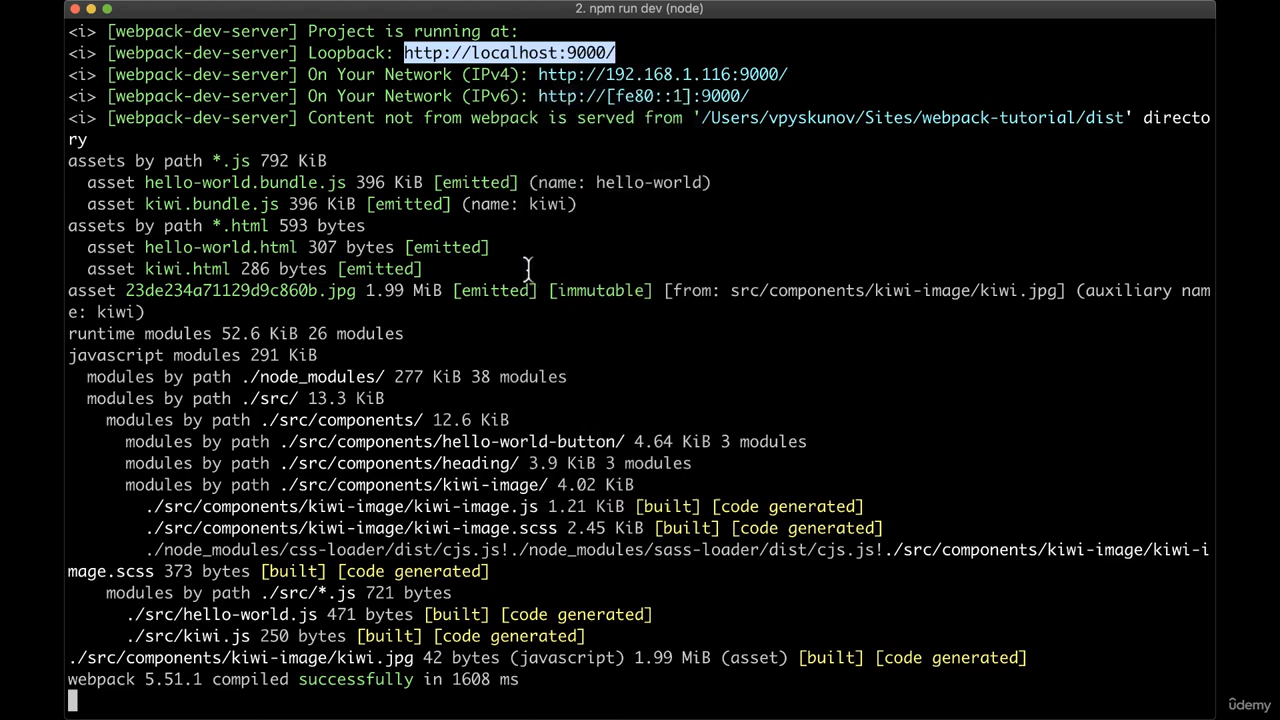 2. npm run dev (node)
<i> [webpack-dev-server] Project is running at:
<i> [webpack-dev-server] Loopback: http://localhost:9000/
<i> [webpack-dev-server] On Your Network (IPv4): http://192.168.1.116:9000/
<i> [webpack-dev-server] On Your Network (IPv6): http://[fe80::1]:9000/
<i> [webpack-dev-server] Content not from webpack is served from '/Users/vpyskunov/Sites/webpack-tutorial/dist' directo
ry
assets by path *.js 792 KiB
  asset hello-world.bundle.js 396 KiB [emitted] (name: hello-world)
  asset kiwi.bundle.js 396 KiB [emitted] (name: kiwi)
assets by path *.html 593 bytes
  asset hello-world.html 307 bytes [emitted]
  asset kiwi.html 286 bytes [emitted]
asset 23de234a71129d9c860b.jpg 1.99 MiB [emitted] [immutable] [from: src/components/kiwi-image/kiwi.jpg] (auxiliary nam
e: kiwi)
runtime modules 52.6 KiB 26 modules
javascript modules 291 KiB
  modules by path ./node_modules/ 277 KiB 38 modules
  modules by path ./src/ 13.3 KiB
    modules by path ./src/components/ 12.6 KiB
      modules by path ./src/components/hello-world-button/ 4.64 KiB 3 modules
      modules by path ./src/components/heading/ 3.9 KiB 3 modules
      modules by path ./src/components/kiwi-image/ 4.02 KiB
        ./src/components/kiwi-image/kiwi-image.js 1.21 KiB [built] [code generated]
        ./src/components/kiwi-image/kiwi-image.scss 2.45 KiB [built] [code generated]
        ./node_modules/css-loader/dist/cjs.js!./node_modules/sass-loader/dist/cjs.js!./src/components/kiwi-image/kiwi-i
mage.scss 373 bytes [built] [code generated]
    modules by path ./src/*.js 721 bytes
      ./src/hello-world.js 471 bytes [built] [code generated]
      ./src/kiwi.js 250 bytes [built] [code generated]
./src/components/kiwi-image/kiwi.jpg 42 bytes (javascript) 1.99 MiB (asset) [built] [code generated]
webpack 5.51.1 compiled successfully in 1608 ms
ûdemy